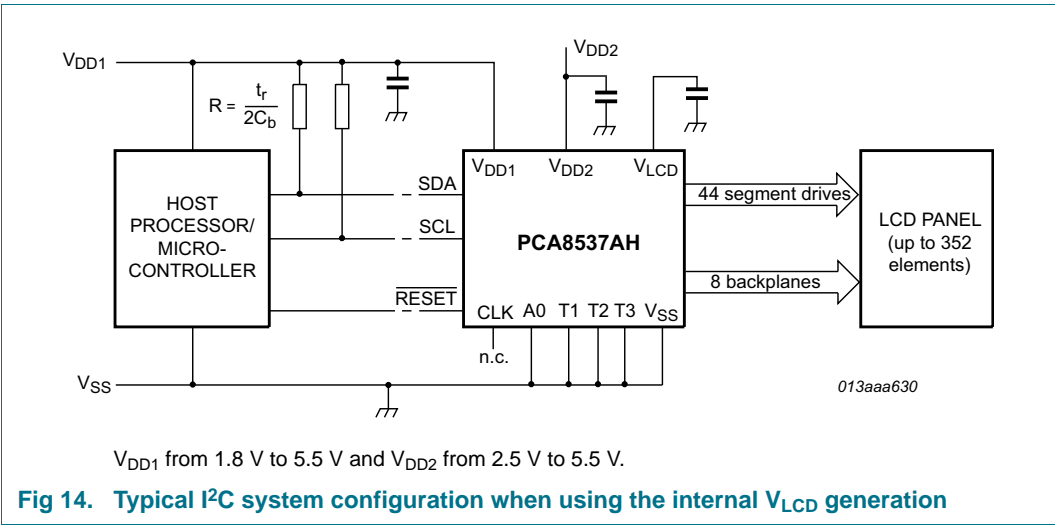 VDD1
VDD2
R = tr
2Cb
VDD1 VDD2 VLCD
HOST
PROCESSOR/
MICRO-
CONTROLLER
SDA
SCL
RESET
PCA8537AH
CLK A0 T1 T2 T3 VSS
n.c.
44 segment drives
8 backplanes
LCD PANEL
(up to 352
elements)
VSS
013aaa630
VDD1 from 1.8 V to 5.5 V and VDD2 from 2.5 V to 5.5 V.
Fig 14. Typical I2C system configuration when using the internal VLCD generation